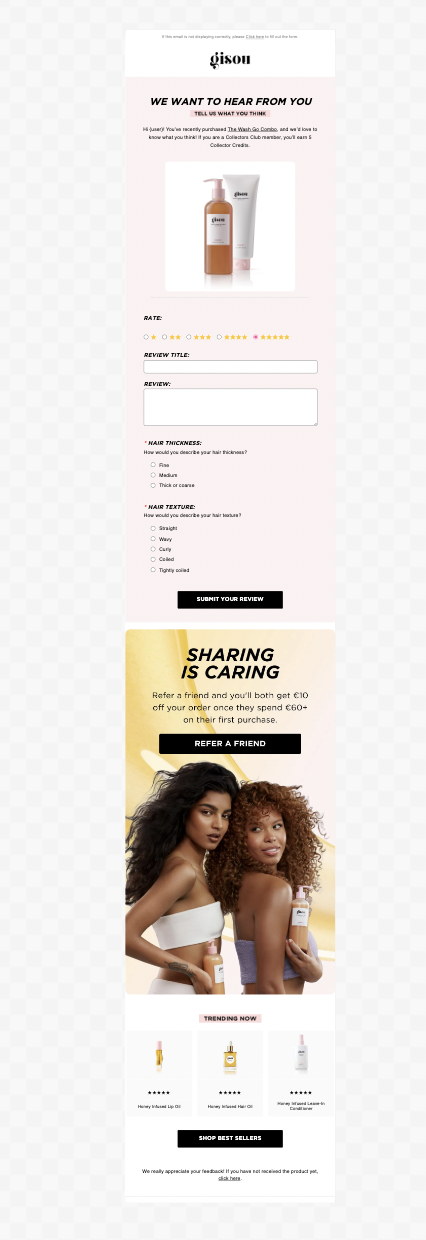 If this email is not displaying correctly, please Click here to fill out the form.
gisou
WE WANT TO HEAR FROM YOU
TELL US WHAT YOU THINK
Hi {user}! You've recently purchased The Wash Go Combo, and we'd love to
know what you think! If you are a Collectors Club member, you'll earn 5
Collector Credits.
gisou
gisou
RATE:
REVIEW TITLE:
REVIEW:
* HAIR THICKNESS:
How would you describe your hair thickness?
Fine
Medium
Thick or coarse
* HAIR TEXTURE:
How would you describe your hair texture?
Straight
Wavy
Curly
Coiled
Tightly coiled
SUBMIT YOUR REVIEW
SHARING
IS CARING
Refer a friend and you'll both get €10
off your order once they spend €60+
on their first purchase.
REFER A FRIEND
gisou
gisou
TRENDING NOW
Honey Infused Lip Oil
Honey Infused Hair Oil
Honey Infused Leave-In
Conditioner
SHOP BEST SELLERS
We really appreciate your feedback! If you have not received the product yet,
click here.